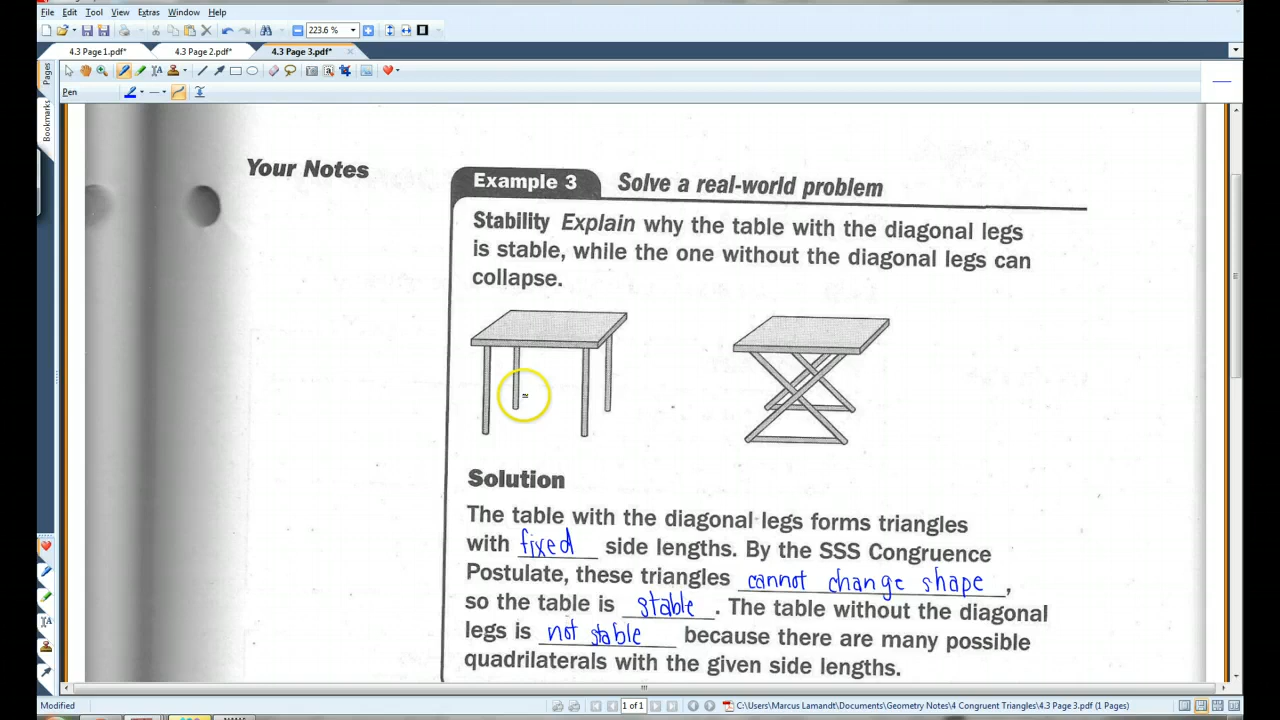 File Edit Tool View Extras Window Help
223.6 %
4.3 Page 1.pdf* 4.3 Page 2.pdf* 4.3 Page 3.pdf*
Pen
Pages
Bookmarks
Your Notes
Example 3 Solve a real-world problem
Stability Explain why the table with the diagonal legs
is stable, while the one without the diagonal legs can
collapse.
Solution
The table with the diagonal legs forms triangles
with fixed side lengths. By the SSS Congruence
Postulate, these triangles cannot change shape,
so the table is stable. The table without the diagonal
legs is not stable because there are many possible
quadrilaterals with the given side lengths.
Modified 1 of 1 C:\Users\Marcus Lamandt\Documents\Geometry Notes\4 Congruent Triangles\4.3 Page 3.pdf (1 Pages)